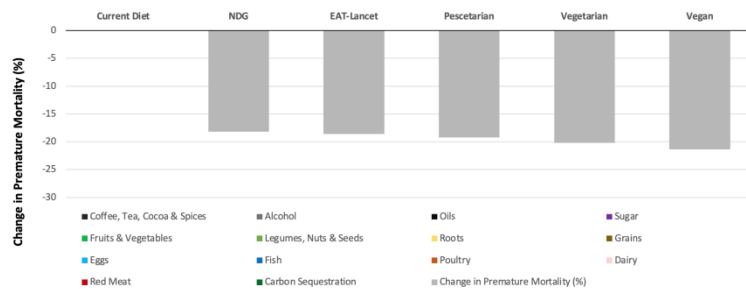 Current Diet NDG EAT-Lancet Pescetarian Vegetarian Vegan
Change in Premature Mortality (%)
0
-5
-10
-15
-20
-25
-30
Coffee, Tea, Cocoa & Spices Alcohol Oils Sugar
Fruits & Vegetables Legumes, Nuts & Seeds Roots Grains
Eggs Fish Poultry Dairy
Red Meat Carbon Sequestration Change in Premature Mortality (%)